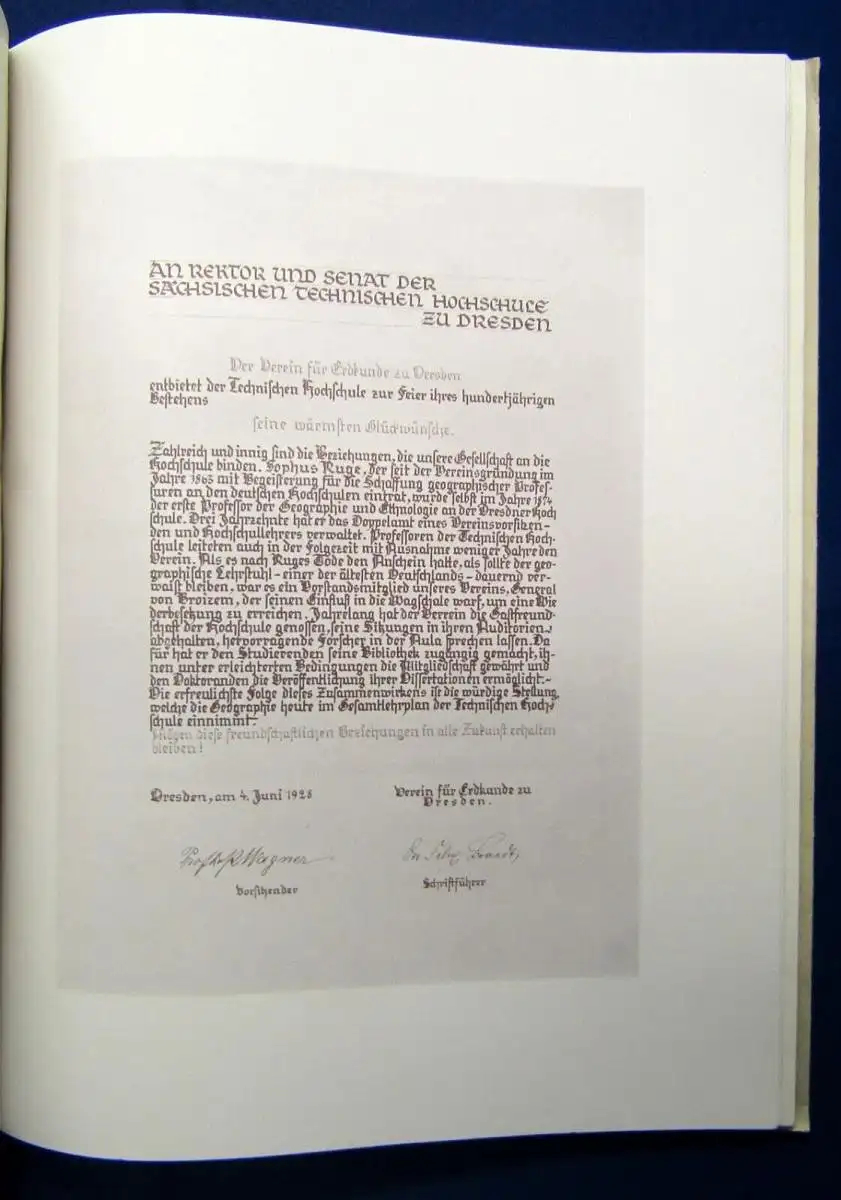 AN REKTOR UND SENAT DER
SÄCHSISCHEN TECHNISCHEN HOCHSCHULE
ZU DRESDEN
Der Verein für Erdkunde zu Dresden
entbietet der Technischen Hochschule zur Feier ihres hundertjährigen
Bestehens
seine wärmsten Glückwünsche.
Zahlreich und innig sind die Beziehungen, die unsere Gesellschaft an die
Hochschule binden. Sophus Ruge, der seit der Vereinsgründung im
Jahre 1863 mit Begeisterung für die Schaffung geographischer Profes-
suren an den deutschen Hochschulen eintrat, wurde selbst im Jahre 1874
der erste Professor der Geographie und Ethnologie an der Dresdner Hoch
schule. Drei Jahrzehnte hat er das Doppelamt eines Vereinsvorsitzen-
den und Hochschullehrers verwaltet. Professoren der Technischen Hoch-
schule leiteten auch in der Folgezeit mit Ausnahme weniger Jahre den
Verein. Als es nach Ruges Tode den Anschein hatte, als sollte der geo-
graphische Lehrstuhl - einer der ältesten Deutschlands - dauernd ver-
waist bleiben, war es ein Vorstandsmitglied unseres Vereins, General
von Broizem, der seinen Einfluß in die Wagschale warf, um eine Wie
derbesetzung zu erreichen. Jahrelang hat der Verein die Gastfreund-
schaft der Hochschule genossen, seine Sitzungen in ihren Auditorien
abgehalten, hervorragende Forscher in der Aula sprechen lassen. Da
für hat er den Studierenden seine Bibliothek zugängig gemacht, ih-
nen unter erleichterten Bedingungen die Mitgliedschaft gewährt und
den Doktoranden die Veröffentlichung ihrer Dissertationen ermöglicht.-
Die erfreulichste Folge dieses Zusammenwirkens ist die würdige Stellung,
welche die Geographie heute im Gesamtlehrplan der Technischen Hoch-
schule einnimmt.
Mögen diese freundschaftlichen Beziehungen in alle Zukunft erhalten
bleiben!
Dresden, am 4. Juni 1928
Verein für Erdkunde zu
Dresden.
Wagner
Brandt
Vorsitzender
Schriftführer